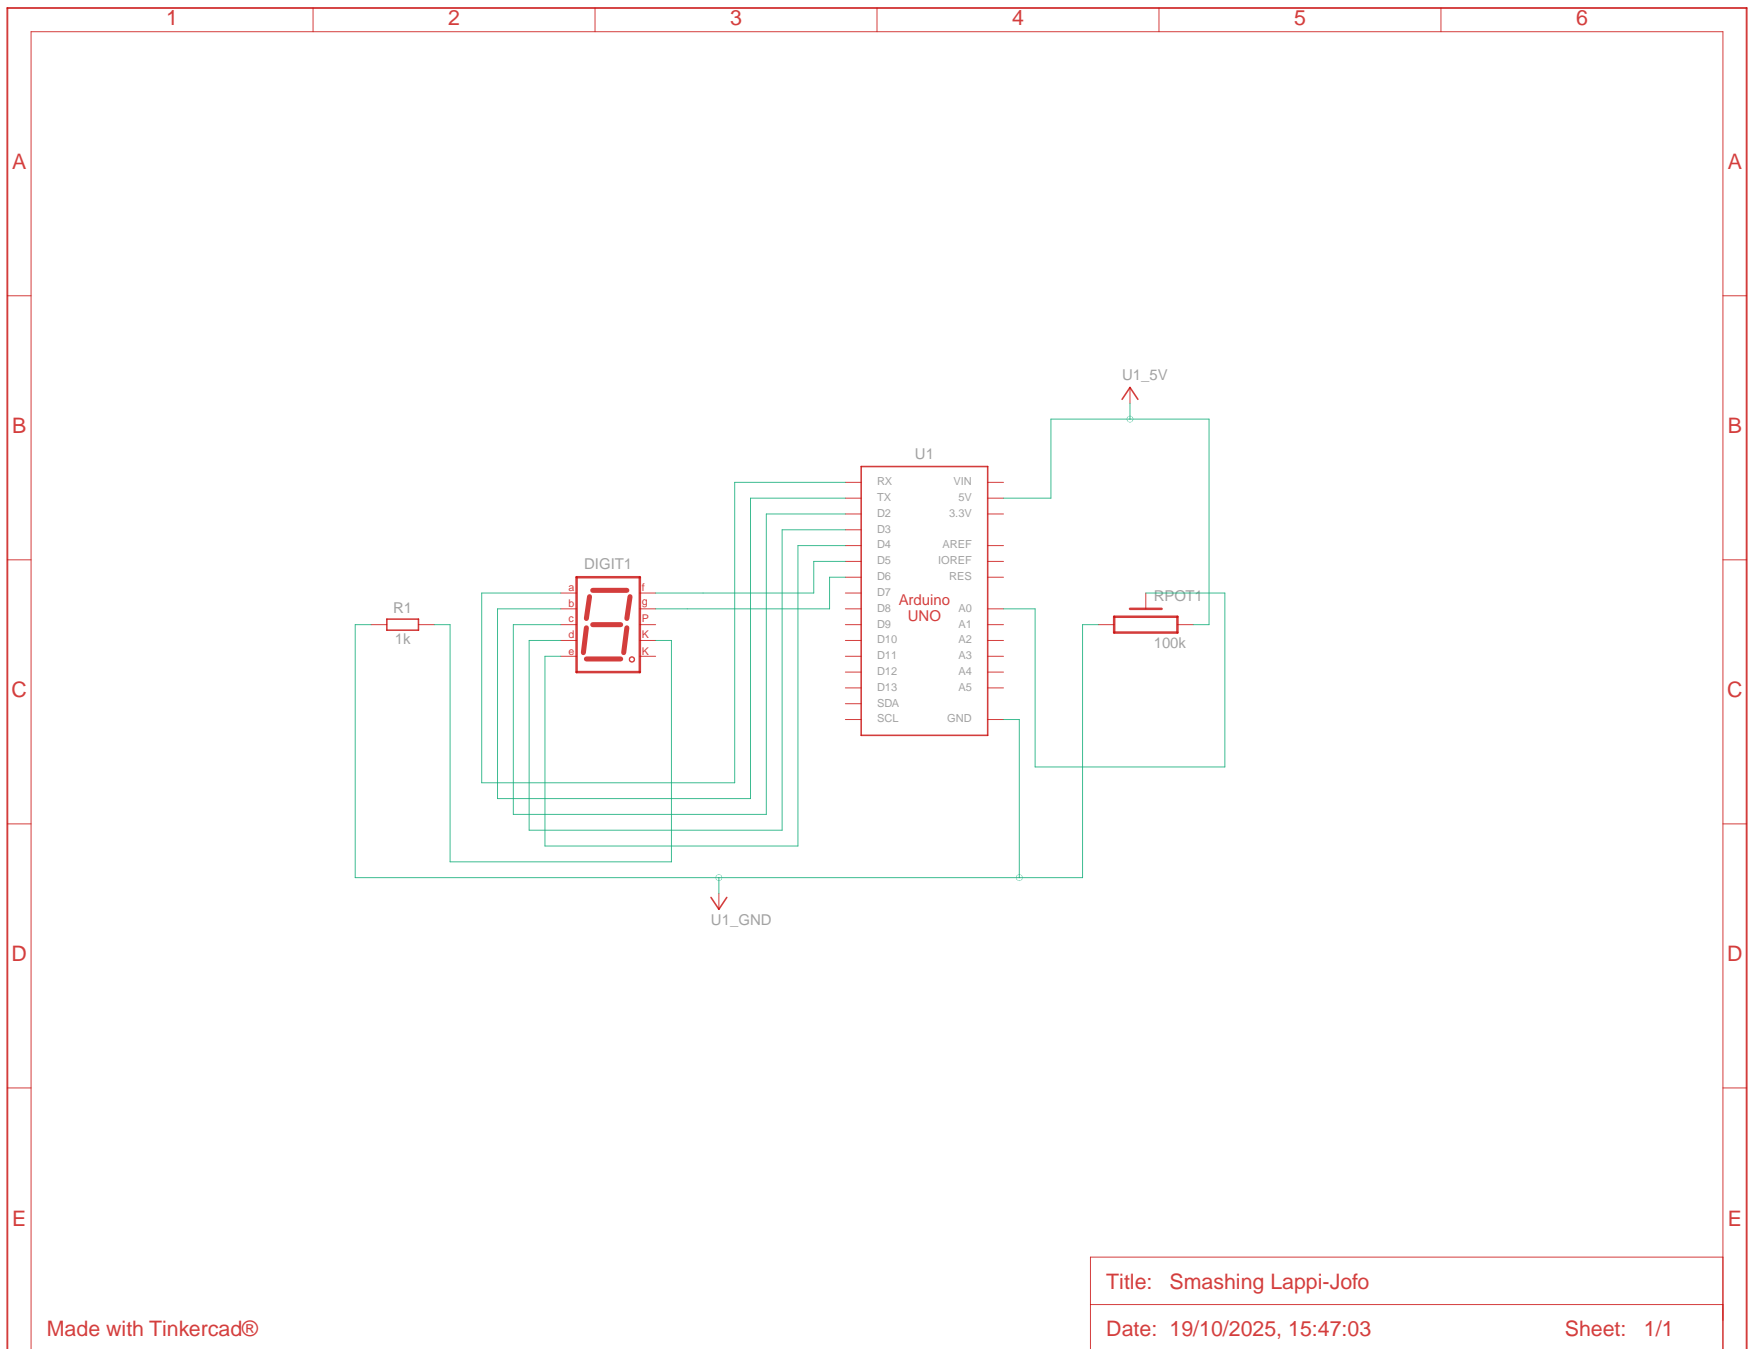 1 2 3 4 5 6
A A
B B
C C
D D
E E
U1_5V
U1
RX VIN
TX 5V
D2 3.3V
D3
D4 AREF
D5 IOREF
D6 RES
D7
D8 A0
D9 A1
D10 A2
D11 A3
D12 A4
D13 A5
SDA
SCL GND
Arduino
UNO
DIGIT1
a f
b g
c P
d K
e K
R1
1k
RPOT1
100k
U1_GND
Title: Smashing Lappi-Jofo
Made with Tinkercad®
Date: 19/10/2025, 15:47:03 Sheet: 1/1